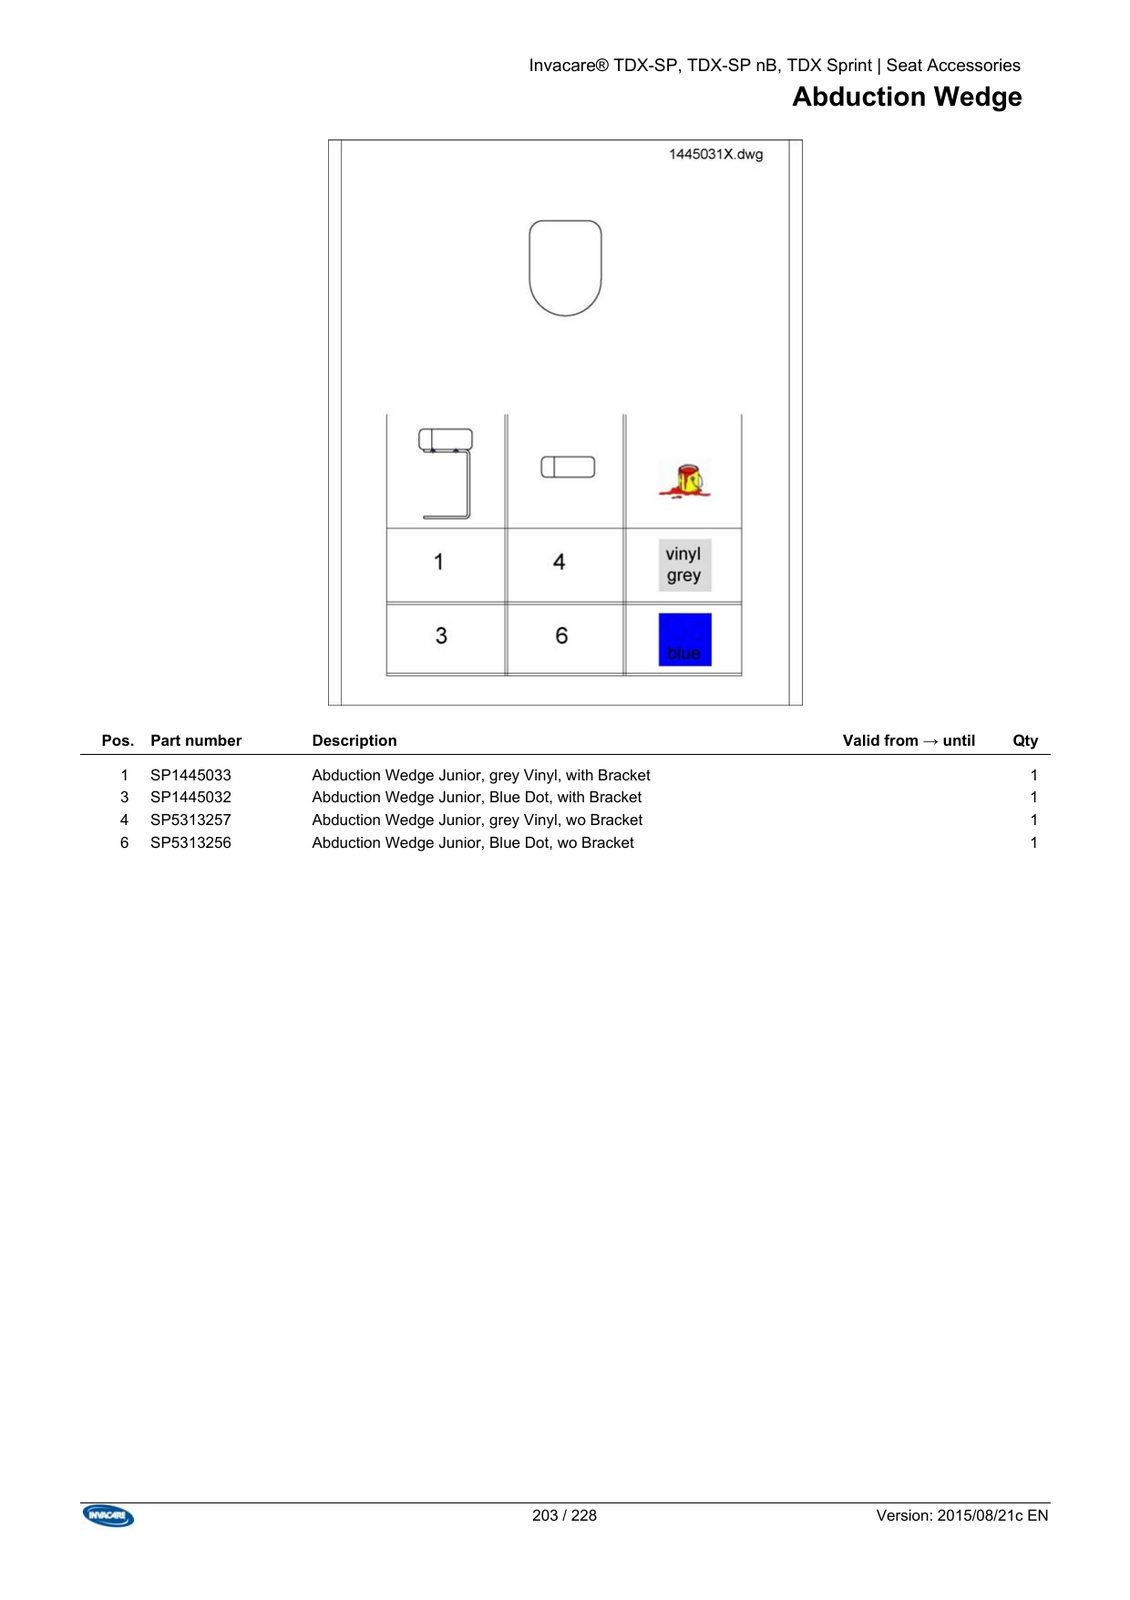 Invacare® TDX-SP, TDX-SP nB, TDX Sprint | Seat Accessories
Abduction Wedge
1445031X.dwg
1 4 vinyl
grey
3 6 blue
Pos. Part number Description Valid from → until Qty
1 SP1445033 Abduction Wedge Junior, grey Vinyl, with Bracket 1
3 SP1445032 Abduction Wedge Junior, Blue Dot, with Bracket 1
4 SP5313257 Abduction Wedge Junior, grey Vinyl, wo Bracket 1
6 SP5313256 Abduction Wedge Junior, Blue Dot, wo Bracket 1
INVACARE 203 / 228 Version: 2015/08/21c EN